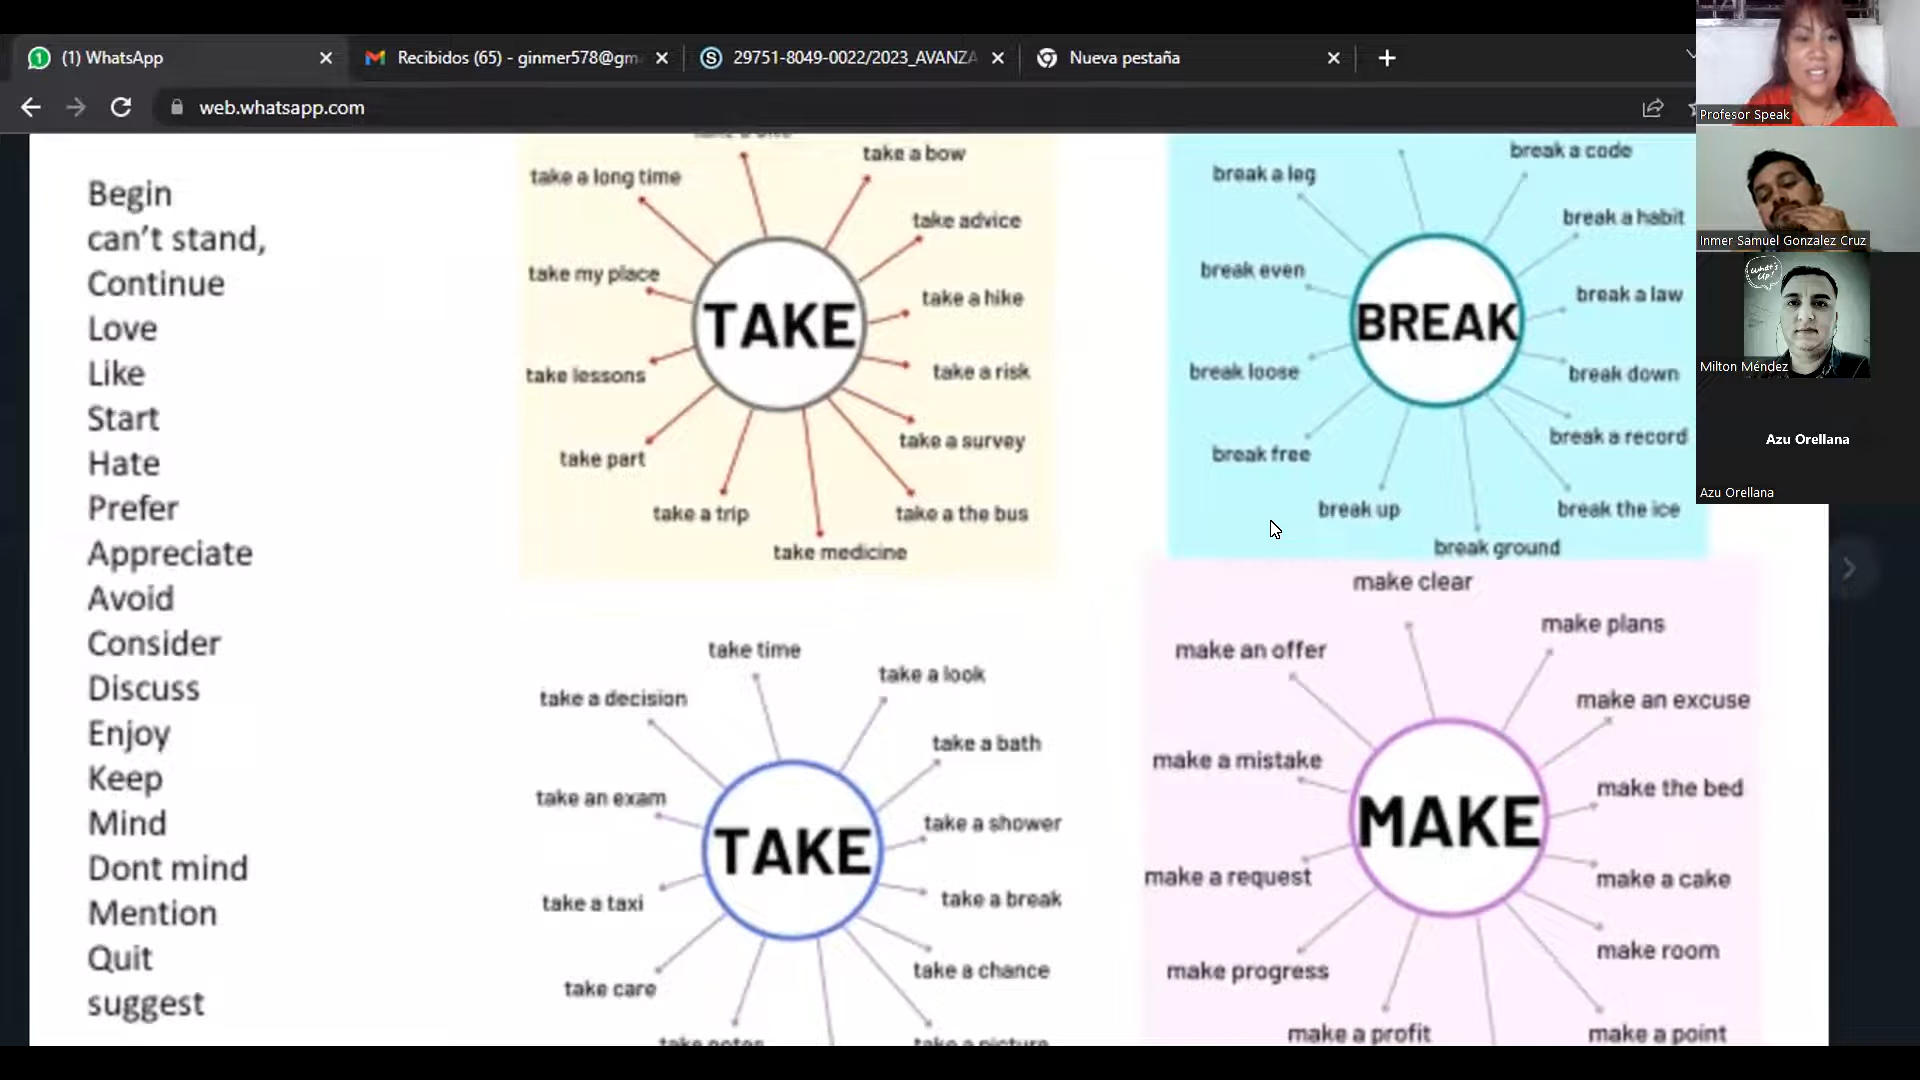 (1) WhatsApp
Recibidos (65) - ginmer578@gm
29751-8049-0022/2023_AVANZA
Nueva pestaña
web.whatsapp.com
Begin
can't stand,
Continue
Love
Like
Start
Hate
Prefer
Appreciate
Avoid
Consider
Discuss
Enjoy
Keep
Mind
Dont mind
Mention
Quit
suggest
take a bow
take a long time
take advice
take my place
take a hike
TAKE
take lessons
take a risk
take a survey
take part
take a trip
take a the bus
take medicine
break a code
break a leg
break a habit
break even
break a law
BREAK
break loose
break down
break a record
break free
break up
break the ice
break ground
take time
take a look
take a decision
take a bath
take an exam
take a shower
TAKE
take a taxi
take a break
take a chance
take care
take notes
take a picture
make clear
make plans
make an offer
make an excuse
make a mistake
make the bed
MAKE
make a request
make a cake
make room
make progress
make a profit
make a point
Profesor Speak
Inmer Samuel Gonzalez Cruz
What's Up!
Milton Méndez
Azu Orellana
Azu Orellana